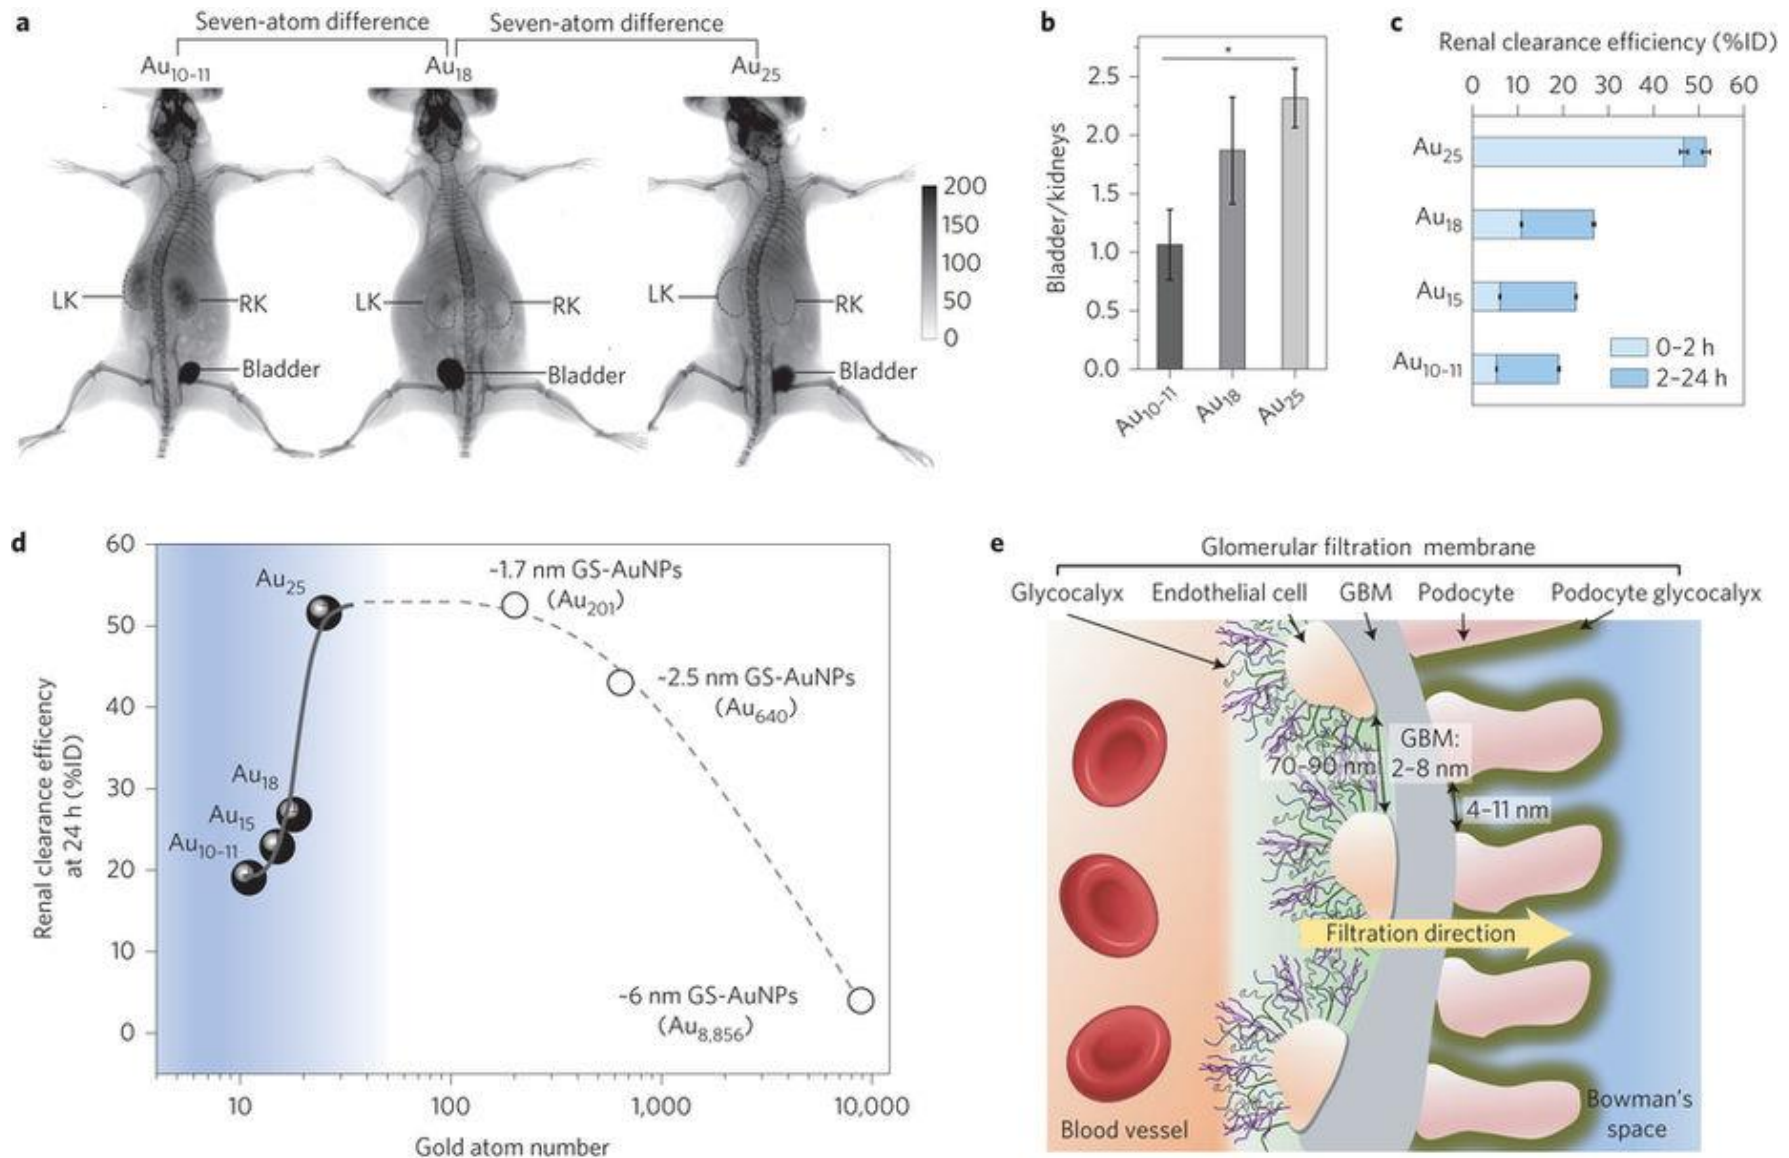 a
Seven-atom difference
Seven-atom difference
Au10–11
Au18
Au25
LK
RK
Bladder
LK
RK
Bladder
LK
RK
Bladder
200
150
100
50
0
b
*
Bladder/kidneys
2.5
2.0
1.5
1.0
0.5
0.0
Au10–11
Au18
Au25
c
Renal clearance efficiency (%ID)
0 10 20 30 40 50 60
Au25
Au18
Au15
Au10–11
0–2 h
2–24 h
d
Renal clearance efficiency
at 24 h (%ID)
60
50
40
30
20
10
0
Au25
Au18
Au15
Au10–11
~1.7 nm GS-AuNPs
(Au201)
~2.5 nm GS-AuNPs
(Au640)
~6 nm GS-AuNPs
(Au8,856)
10 100 1,000 10,000
Gold atom number
e
Glomerular filtration membrane
Glycocalyx Endothelial cell GBM Podocyte Podocyte glycocalyx
70–90 nm
GBM:
2–8 nm
4–11 nm
Filtration direction
Blood vessel
Bowman's
space